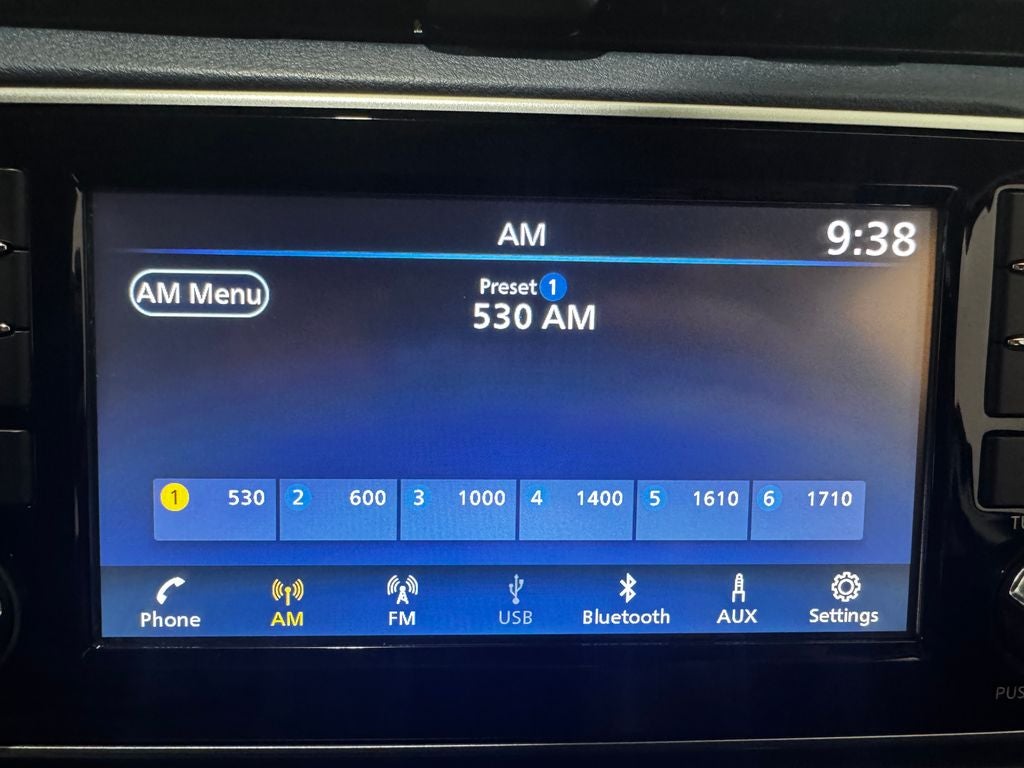 AM
9:38
AM Menu
Preset 1
530 AM
1 530
2 600
3 1000
4 1400
5 1610
6 1710
Phone
AM
FM
USB
Bluetooth
AUX
Settings